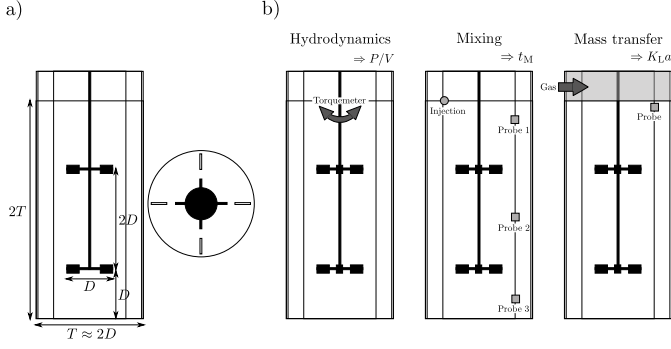 a)
2T
2D
D
D
T ≈ 2D
b)
Hydrodynamics
⇒ P/V
Torquemeter
Mixing
⇒ t_M
Injection
Probe 1
Probe 2
Probe 3
Mass transfer
⇒ K_La
Gas
Probe